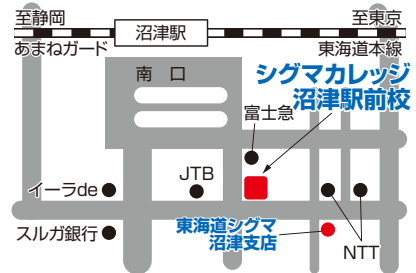 至静岡
至東京
沼津駅
あまねガード
東海道本線
南 口
シグマカレッジ
沼津駅前校
富士急
JTB
イーラde
スルガ銀行
東海道シグマ
沼津支店
NTT